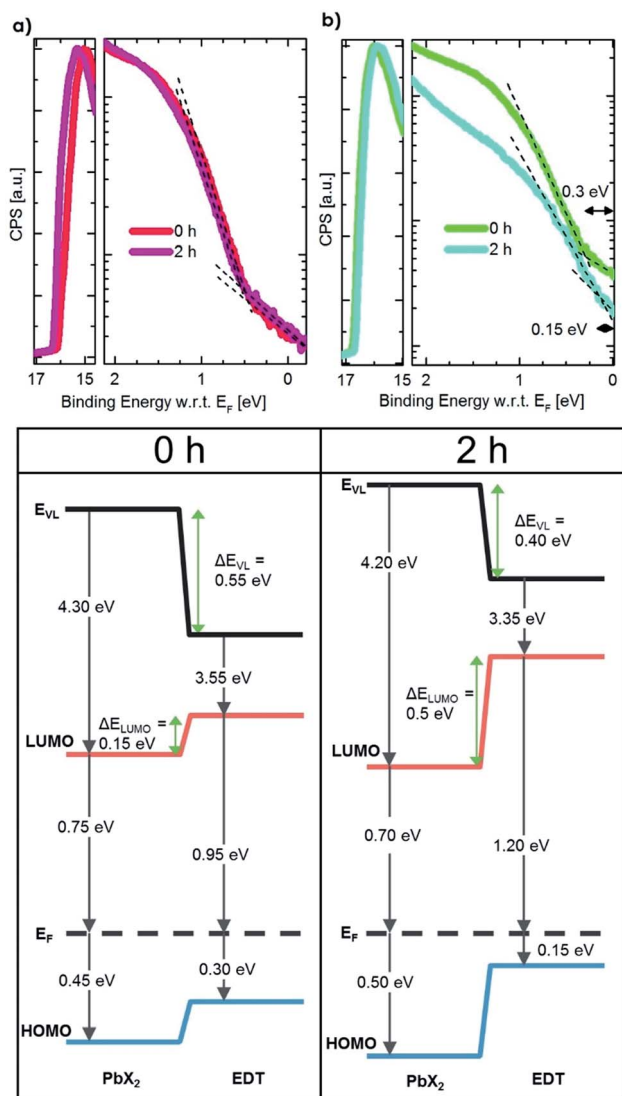 a)
b)
CPS [a.u.]
0 h
2 h
17
15
2
1
0
Binding Energy w.r.t. E_F [eV]
CPS [a.u.]
0 h
2 h
0.3 eV
0.15 eV
17
15
2
1
0
Binding Energy w.r.t. E_F [eV]
0 h
E_VL
ΔE_VL =
0.55 eV
4.30 eV
3.55 eV
ΔE_LUMO =
0.15 eV
LUMO
0.75 eV
0.95 eV
E_F
0.45 eV
0.30 eV
HOMO
PbX₂
EDT
2 h
E_VL
ΔE_VL =
0.40 eV
4.20 eV
3.35 eV
ΔE_LUMO =
0.5 eV
LUMO
0.70 eV
1.20 eV
E_F
0.15 eV
0.50 eV
HOMO
PbX₂
EDT